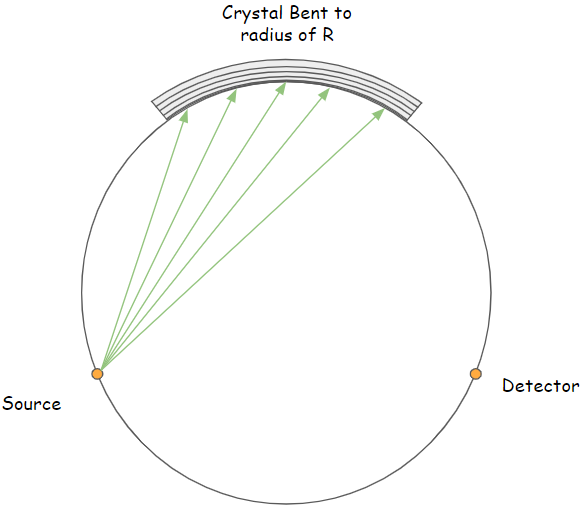 Crystal Bent to
radius of R
Source
Detector